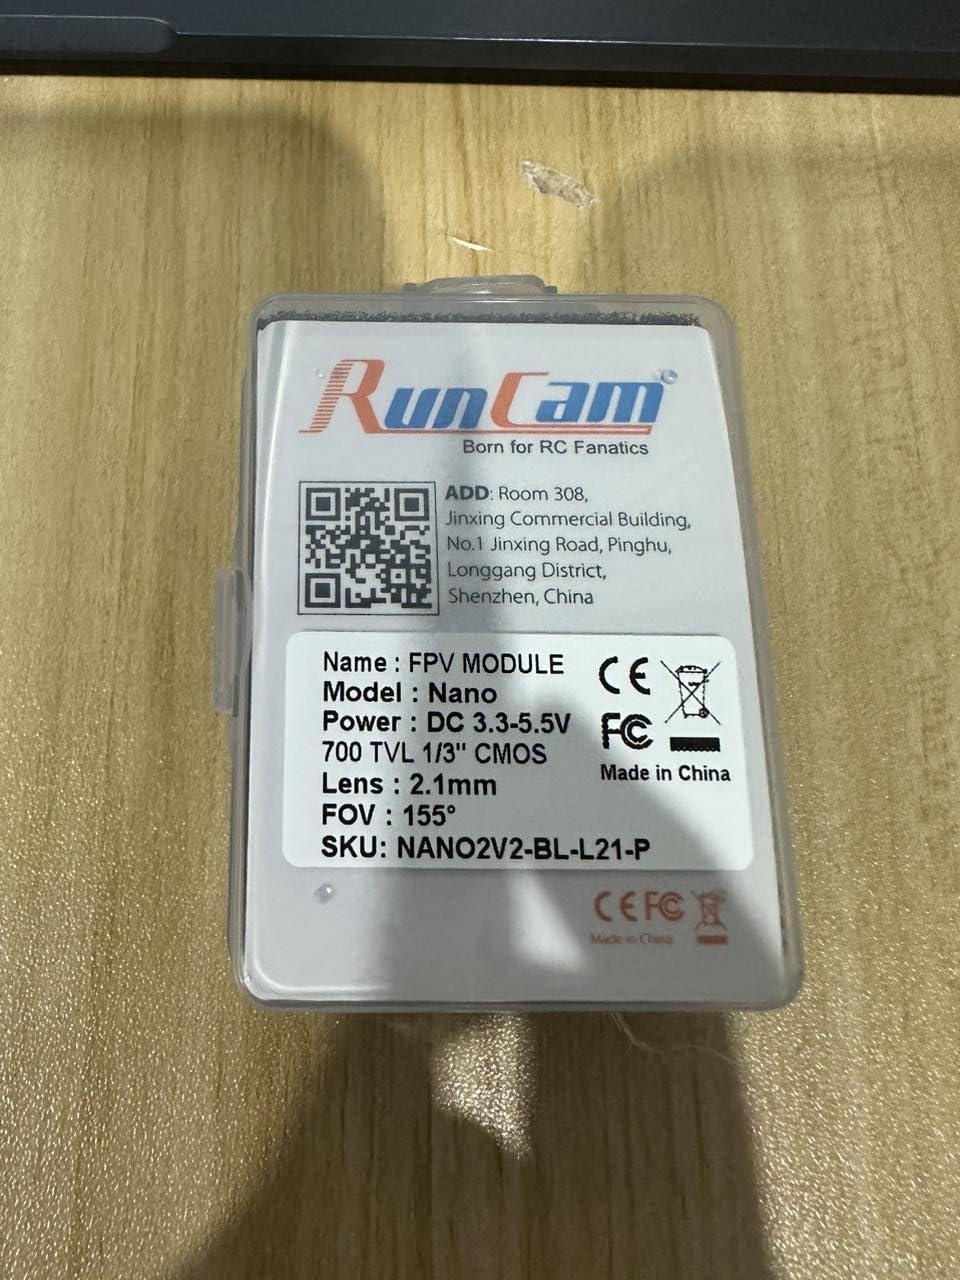 RunCam
Born for RC Fanatics
ADD: Room 308,
Jinxing Commercial Building,
No.1 Jinxing Road, Pinghu,
Longgang District,
Shenzhen, China
Name : FPV MODULE
Model : Nano
Power : DC 3.3-5.5V
700 TVL 1/3" CMOS
Lens : 2.1mm
FOV : 155°
SKU: NANO2V2-BL-L21-P
CE
FC
Made in China
CE FC
Made in China